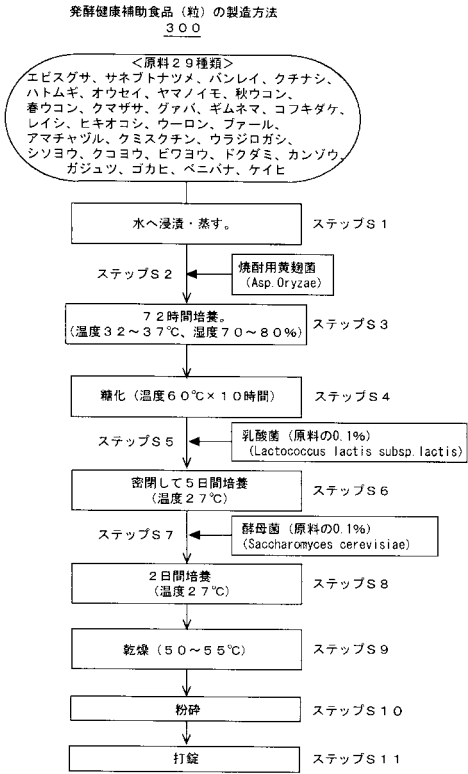 発酵健康補助食品（粒）の製造方法
３００
＜原料２９種類＞
エビスグサ、サネブトナツメ、バンレイ、クチナシ、
ハトムギ、オウセイ、ヤマノイモ、秋ウコン、
春ウコン、クマザサ、グァバ、ギムネマ、コフキダケ、
レイシ、ヒキオコシ、ウーロン、プアール、
アマチャヅル、クミスクチン、ウラジロガシ、
シソヨウ、クコヨウ、ビワヨウ、ドクダミ、カンゾウ、
ガジュツ、ゴカヒ、ベニバナ、ケイヒ
水へ浸漬・蒸す。
ステップＳ１
ステップＳ２
焼酎用黄麹菌
(Asp.Oryzae)
７２時間培養。
(温度３２～３７℃、湿度７０～８０%)
ステップＳ３
糖化（温度６０℃×１０時間）
ステップＳ４
ステップＳ５
乳酸菌（原料の0.1%）
(Lactococcus lactis subsp.lactis)
密閉して５日間培養
(温度２７℃)
ステップＳ６
ステップＳ７
酵母菌（原料の0.1%）
(Saccharomyces cerevisiae)
２日間培養
(温度２７℃)
ステップＳ８
乾燥（５０～５５℃）
ステップＳ９
粉砕
ステップＳ１０
打錠
ステップＳ１１